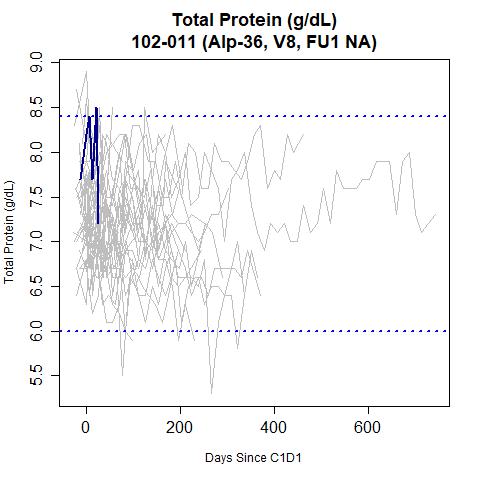 Total Protein (g/dL)
102-011 (Alp-36, V8, FU1 NA)
Total Protein (g/dL)
9.0
8.5
8.0
7.5
7.0
6.5
6.0
5.5
0 200 400 600
Days Since C1D1